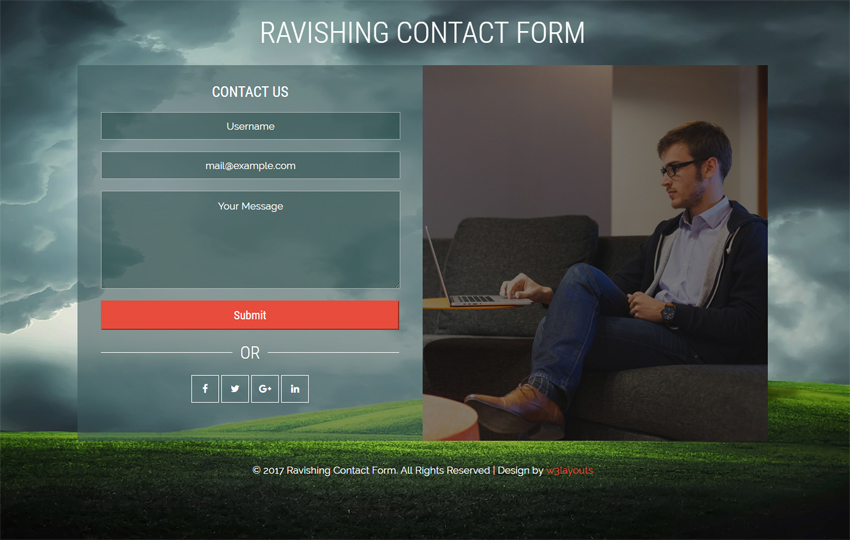 RAVISHING CONTACT FORM
CONTACT US
Username
mail@example.com
Your Message
Submit
OR
© 2017 Ravishing Contact Form. All Rights Reserved | Design by w3layouts